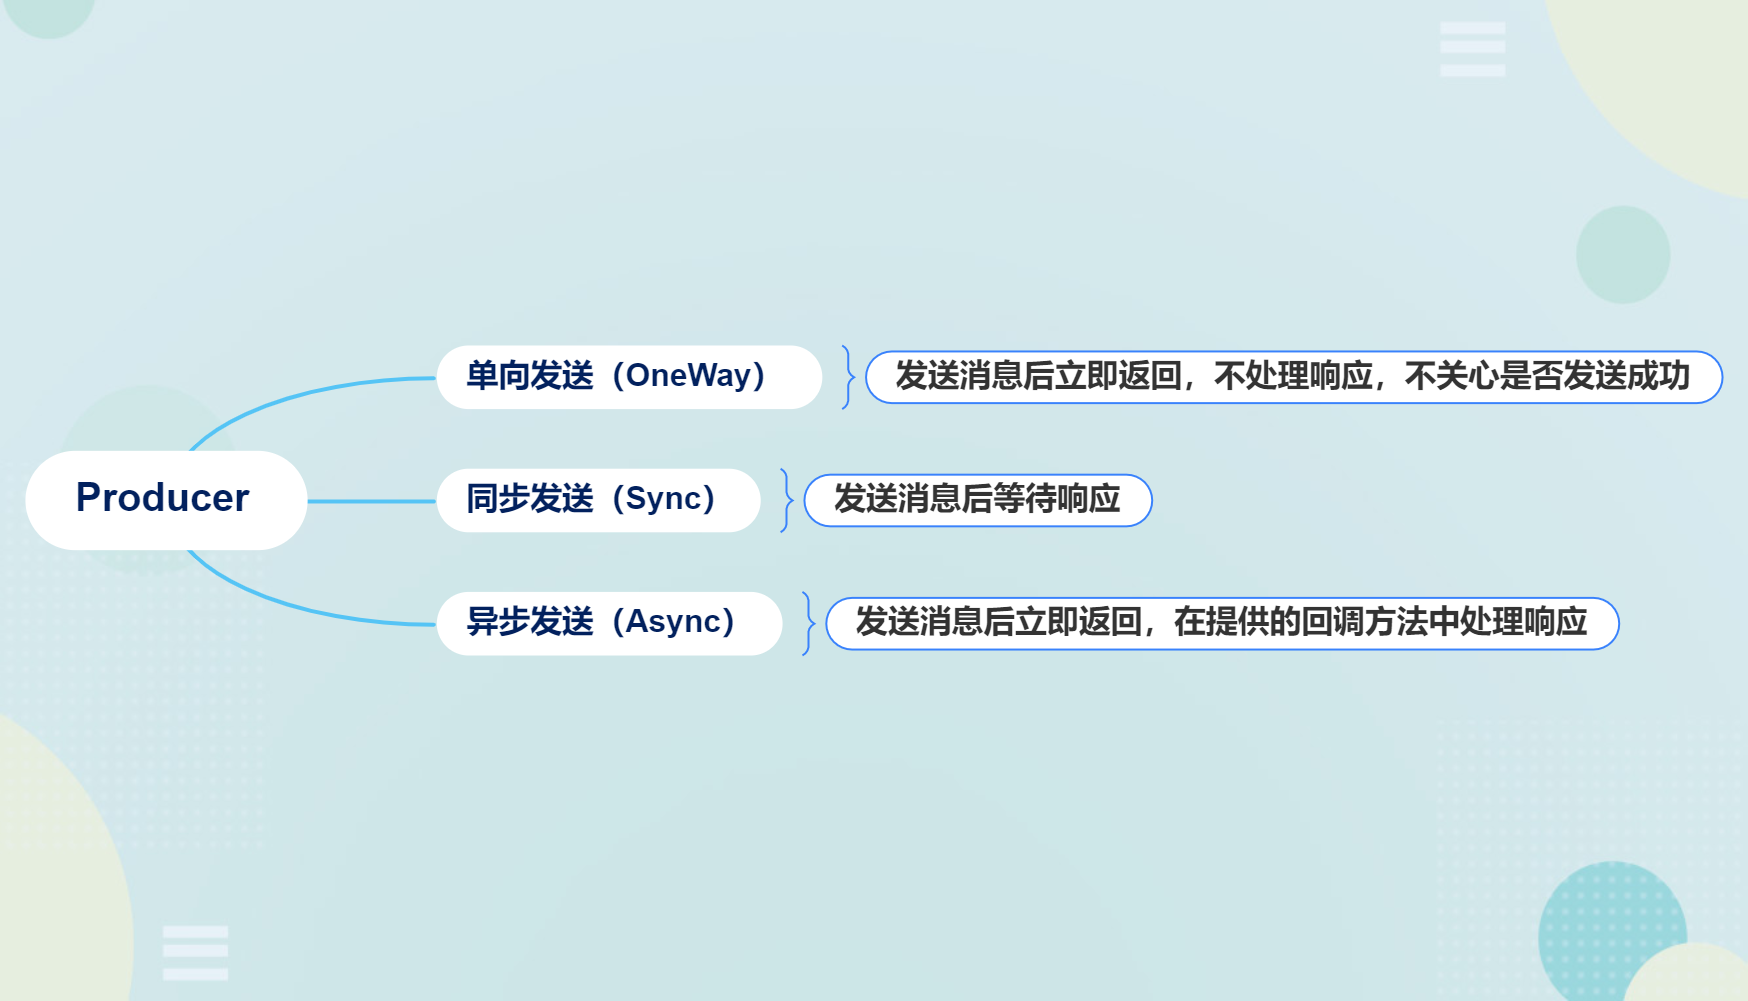 单向发送（OneWay）
发送消息后立即返回，不处理响应，不关心是否发送成功
Producer
同步发送（Sync）
发送消息后等待响应
异步发送（Async）
发送消息后立即返回，在提供的回调方法中处理响应